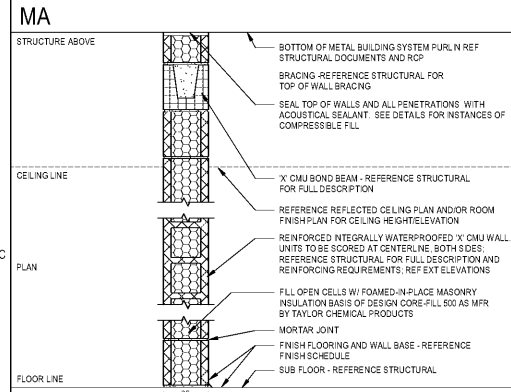 MA
STRUCTURE ABOVE
BOTTOM OF METAL BUILDING SYSTEM PURLIN REF
STRUCTURAL DOCUMENTS AND RCP
BRACING -REFERENCE STRUCTURAL FOR
TOP OF WALL BRACING
SEAL TOP OF WALLS AND ALL PENETRATIONS WITH
ACOUSTICAL SEALANT. SEE DETAILS FOR INSTANCES OF
COMPRESSIBLE FILL
CEILING LINE
'X' CMU BOND BEAM - REFERENCE STRUCTURAL
FOR FULL DESCRIPTION
REFERENCE REFLECTED CEILING PLAN AND/OR ROOM
FINISH PLAN FOR CEILING HEIGHT/ELEVATION
REINFORCED INTEGRALLY WATERPROOFED 'X' CMU WALL.
UNITS TO BE SCORED AT CENTERLINE, BOTH SIDES;
REFERENCE STRUCTURAL FOR FULL DESCRIPTION AND
REINFORCING REQUIREMENTS; REF EXT ELEVATIONS
PLAN
FILL OPEN CELLS W/ FOAMED-IN-PLACE MASONRY
INSULATION BASIS OF DESIGN CORE-FILL 500 AS MFR
BY TAYLOR CHEMICAL PRODUCTS
MORTAR JOINT
FINISH FLOORING AND WALL BASE - REFERENCE
FINISH SCHEDULE
FLOOR LINE
SUB FLOOR - REFERENCE STRUCTURAL